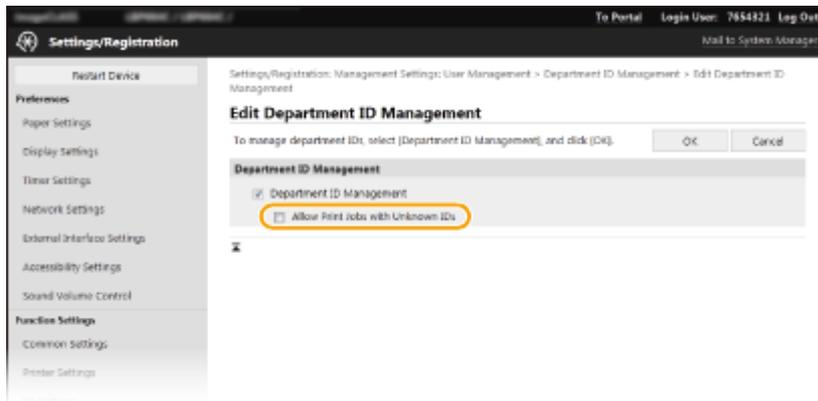 To Portal Login User: 7654321 Log Out
Settings/Registration
Mail to System Manager
Restart Device
Preferences
Paper Settings
Display Settings
Timer Settings
Network Settings
External Interface Settings
Accessibility Settings
Sound Volume Control
Function Settings
Common Settings
Printer Settings
Settings/Registration: Management Settings: User Management > Department ID Management > Edit Department ID
Management
Edit Department ID Management
To manage department IDs, select [Department ID Management], and click [OK].
OK
Cancel
Department ID Management
Department ID Management
Allow Print Jobs with Unknown IDs